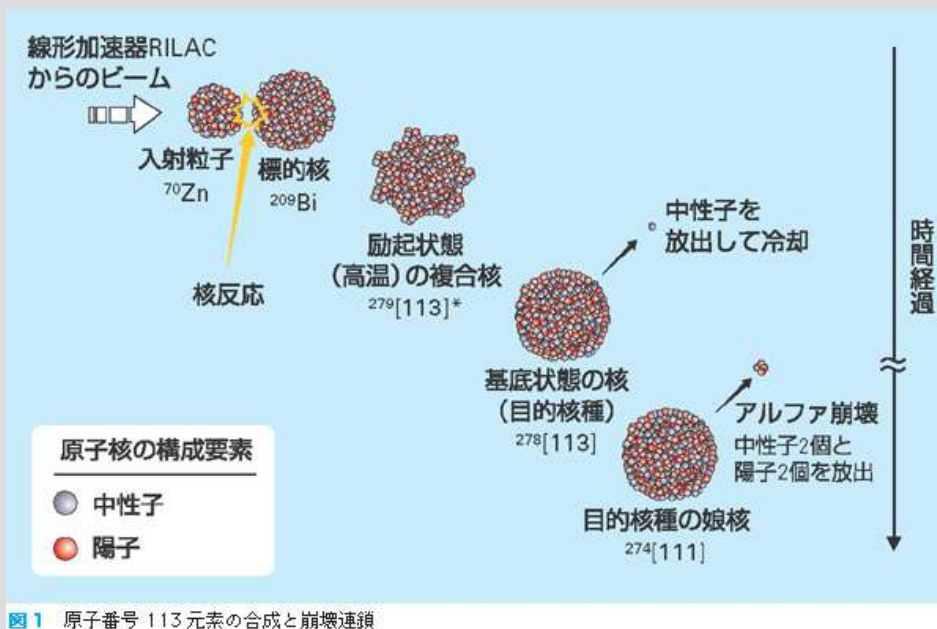 線形加速器RILAC
からのビーム
入射粒子
⁷⁰Zn
標的核
²⁰⁹Bi
核反応
励起状態
(高温)の複合核
²⁷⁹[113]*
中性子を
放出して冷却
基底状態の核
(目的核種)
²⁷⁸[113]
アルファ崩壊
中性子2個と
陽子2個を放出
目的核種の娘核
²⁷⁴[111]
時間経過
原子核の構成要素
中性子
陽子
図1 原子番号 113元素の合成と崩壊連鎖